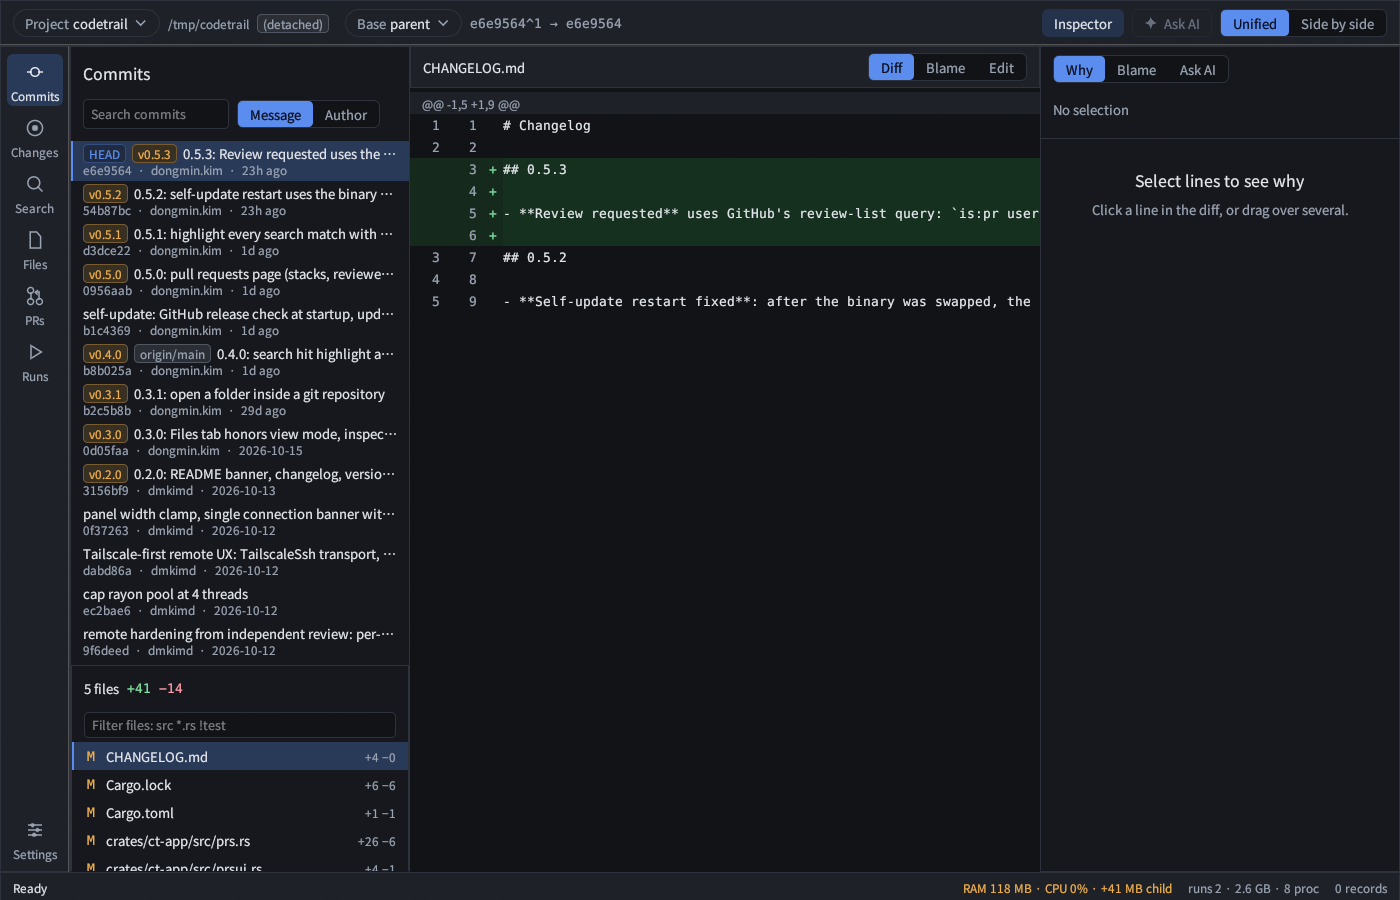 Project codetrail /tmp/codetrail (detached) Base parent e6e9564^1 → e6e9564 Inspector Ask AI Unified Side by side
Commits
Changes
Search
Files
PRs
Runs
Settings
Commits
Search commits Message Author
HEAD v0.5.3 0.5.3: Review requested uses the ⋯
e6e9564 · dongmin.kim · 23h ago
v0.5.2 0.5.2: self-update restart uses the binary ⋯
54b87bc · dongmin.kim · 23h ago
v0.5.1 0.5.1: highlight every search match with ⋯
d3dce22 · dongmin.kim · 1d ago
v0.5.0 0.5.0: pull requests page (stacks, reviewe⋯
0956aab · dongmin.kim · 1d ago
self-update: GitHub release check at startup, upd⋯
b1c4369 · dongmin.kim · 1d ago
v0.4.0 origin/main 0.4.0: search hit highlight a⋯
b8b025a · dongmin.kim · 1d ago
v0.3.1 0.3.1: open a folder inside a git repository
b2c5b8b · dongmin.kim · 29d ago
v0.3.0 0.3.0: Files tab honors view mode, inspec⋯
0d05faa · dongmin.kim · 2026-10-15
v0.2.0 0.2.0: README banner, changelog, versio⋯
3156bf9 · dmkimd · 2026-10-13
panel width clamp, single connection banner wit⋯
0f37263 · dmkimd · 2026-10-12
Tailscale-first remote UX: TailscaleSsh transport, ⋯
dabd86a · dmkimd · 2026-10-12
cap rayon pool at 4 threads
ec2bae6 · dmkimd · 2026-10-12
remote hardening from independent review: per-⋯
9f6deed · dmkimd · 2026-10-12
5 files +41 −14
Filter files: src *.rs !test
M CHANGELOG.md +4 −0
M Cargo.lock +6 −6
M Cargo.toml +1 −1
M crates/ct-app/src/prs.rs +26 −6
M crates/ct-app/src/prsui.rs +4 −1
CHANGELOG.md Diff Blame Edit
@@ -1,5 +1,9 @@
1 1 # Changelog
2 2
3 + ## 0.5.3
4 +
5 + - **Review requested** uses GitHub's review-list query: `is:pr user
6 +
3 7 ## 0.5.2
4 8
5 9 - **Self-update restart fixed**: after the binary was swapped, the
Why Blame Ask AI
No selection
Select lines to see why
Click a line in the diff, or drag over several.
Ready RAM 118 MB · CPU 0% · +41 MB child runs 2 · 2.6 GB · 8 proc 0 records